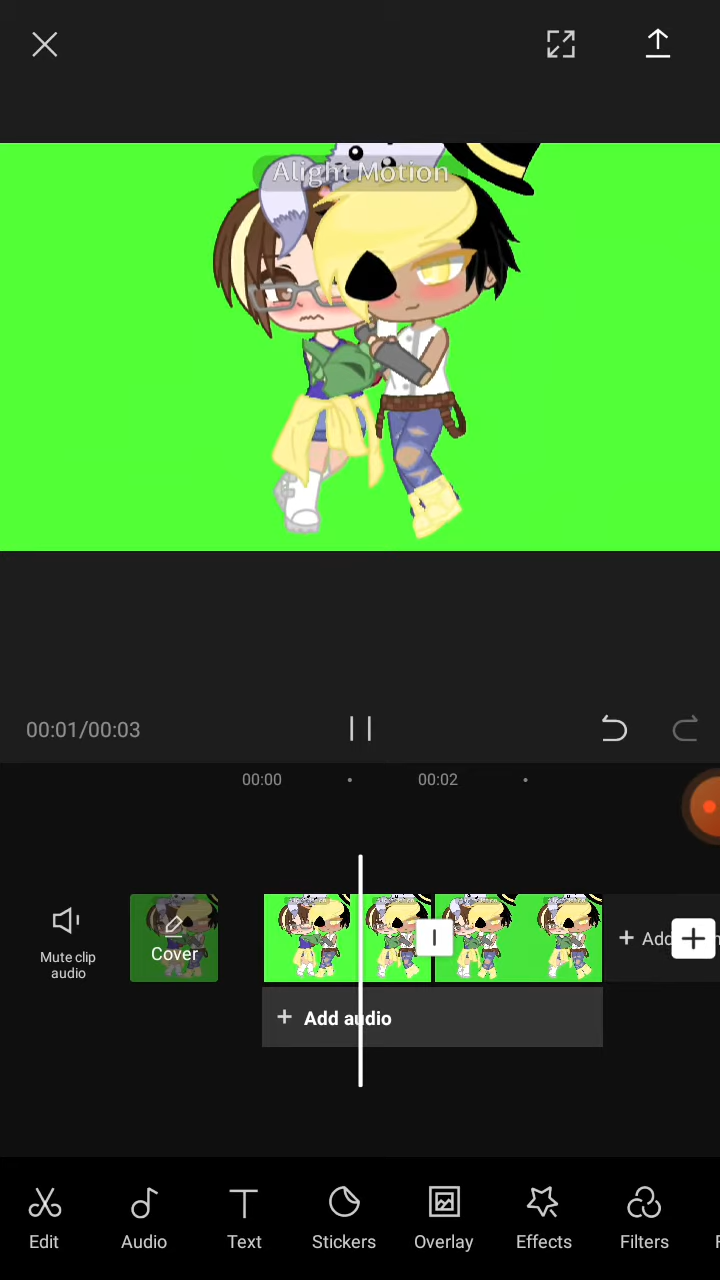 Alight Motion
00:01/00:03
00:00
00:02
Mute clip
audio
Cover
+ Add
+ Add audio
Edit
Audio
Text
Stickers
Overlay
Effects
Filters